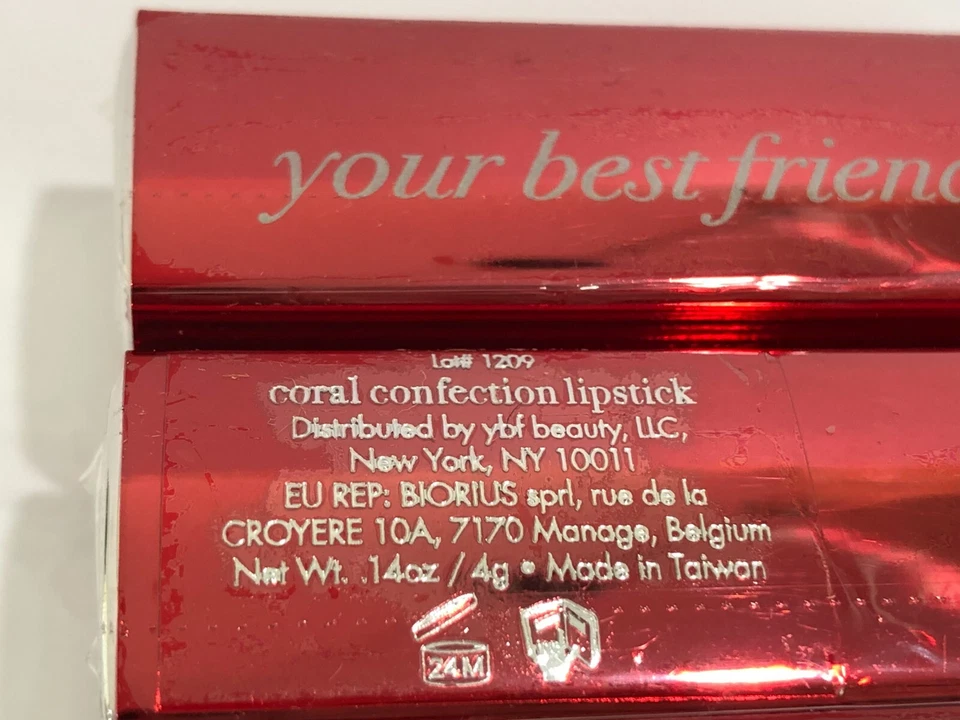 your best frien
Lot# 1209
coral confection lipstick
Distributed by ybf beauty, LLC,
New York, NY 10011
EU REP: BIORIUS sprl, rue de la
CROYERE 10A, 7170 Manage, Belgium
Net Wt. .14oz / 4g • Made in Taiwan
24M